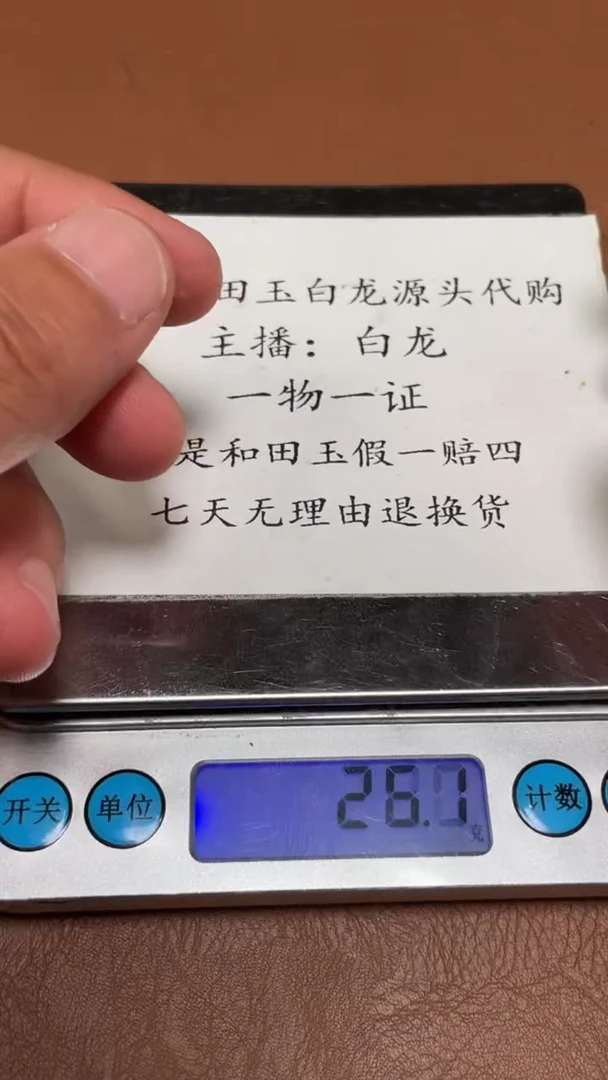 田玉白龙源头代购
主播：白龙
一物一证
是和田玉假一赔四
七天无理由退换货
26.1
克
开关
单位
计数